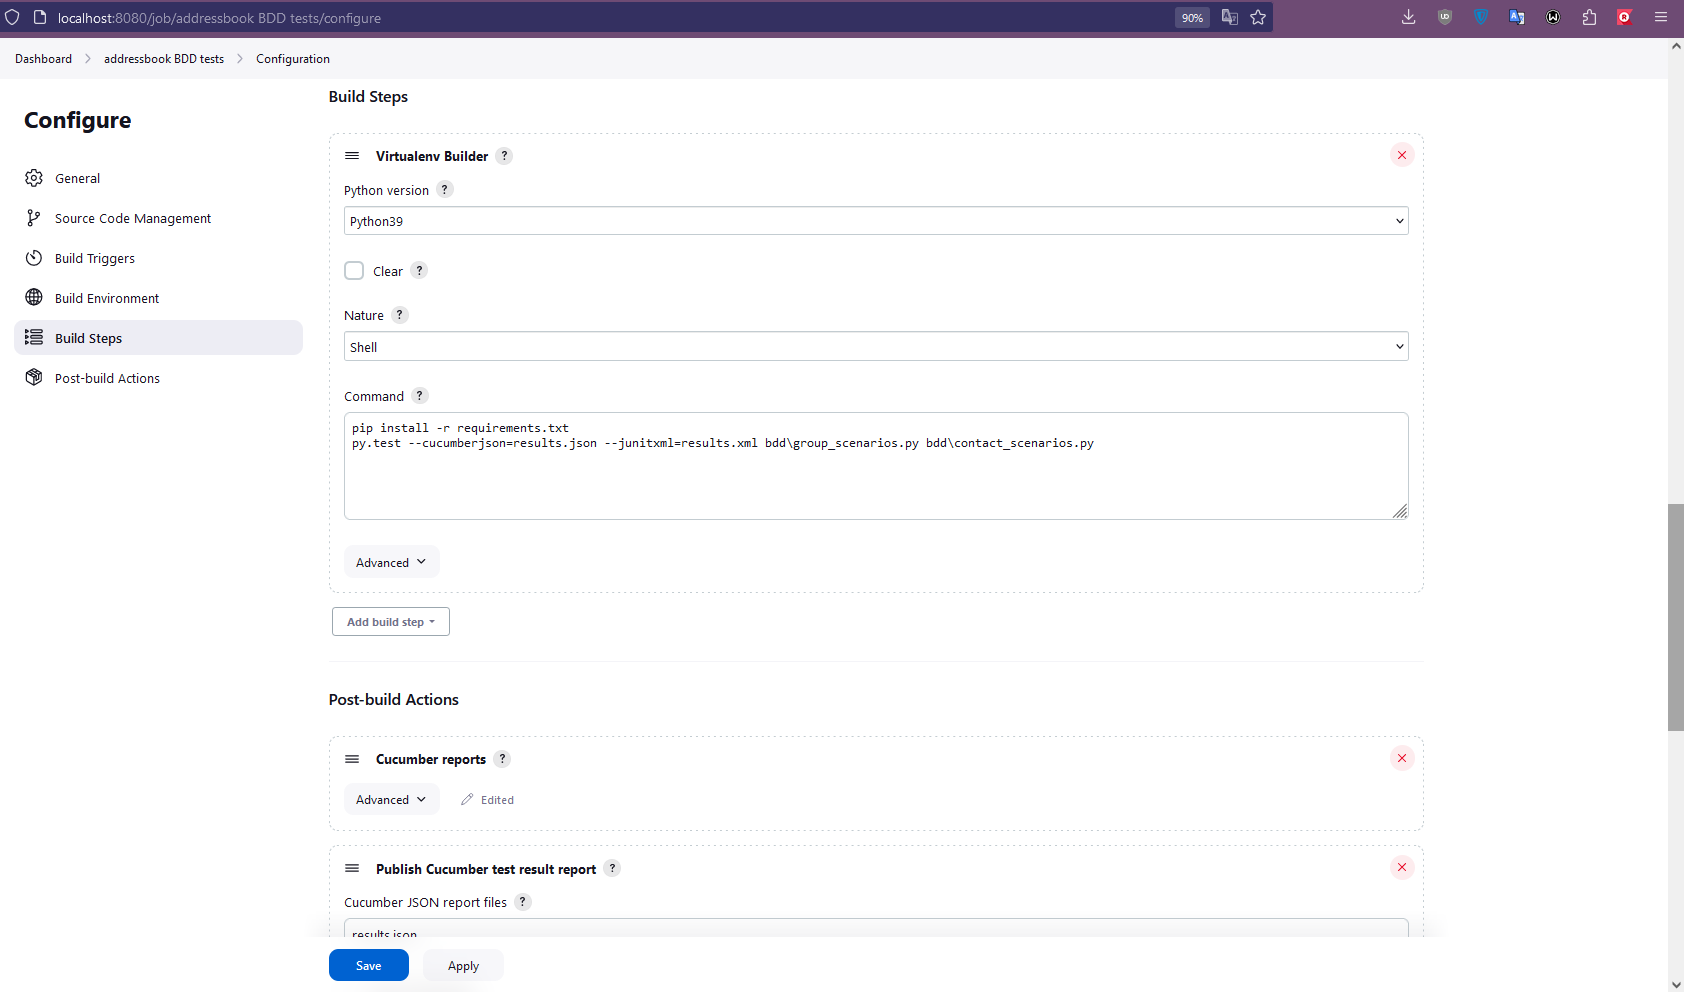 localhost:8080/job/addressbook BDD tests/configure
90%
Dashboard
addressbook BDD tests
Configuration
Configure
General
Source Code Management
Build Triggers
Build Environment
Build Steps
Post-build Actions
Build Steps
Virtualenv Builder ?
Python version ?
Python39
Clear ?
Nature ?
Shell
Command ?
pip install -r requirements.txt
py.test --cucumberjson=results.json --junitxml=results.xml bdd\group_scenarios.py bdd\contact_scenarios.py
Advanced
Add build step
Post-build Actions
Cucumber reports ?
Advanced
Edited
Publish Cucumber test result report ?
Cucumber JSON report files ?
results.json
Save
Apply